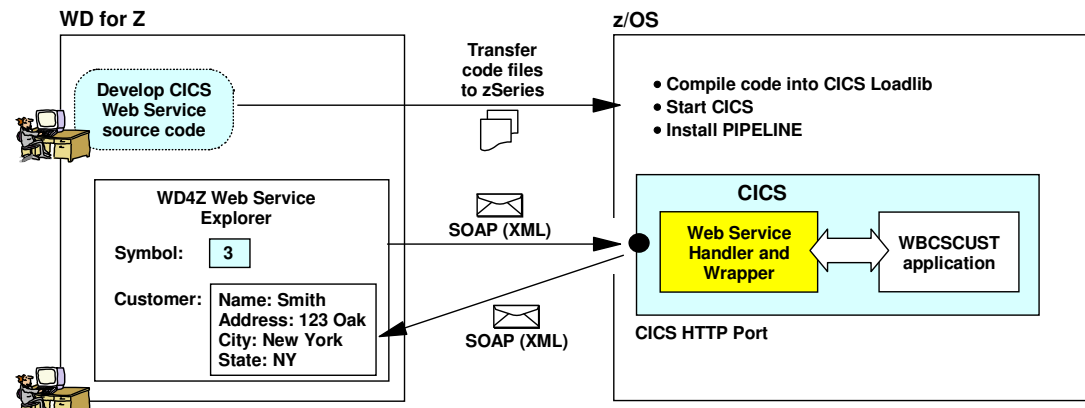 WD for Z
z/OS
Develop CICS
Web Service
source code
Transfer
code files
to zSeries
• Compile code into CICS Loadlib
• Start CICS
• Install PIPELINE
WD4Z Web Service
Explorer
Symbol: 3
Customer:
Name: Smith
Address: 123 Oak
City: New York
State: NY
SOAP (XML)
SOAP (XML)
CICS
Web Service
Handler and
Wrapper
WBCSCUST
application
CICS HTTP Port